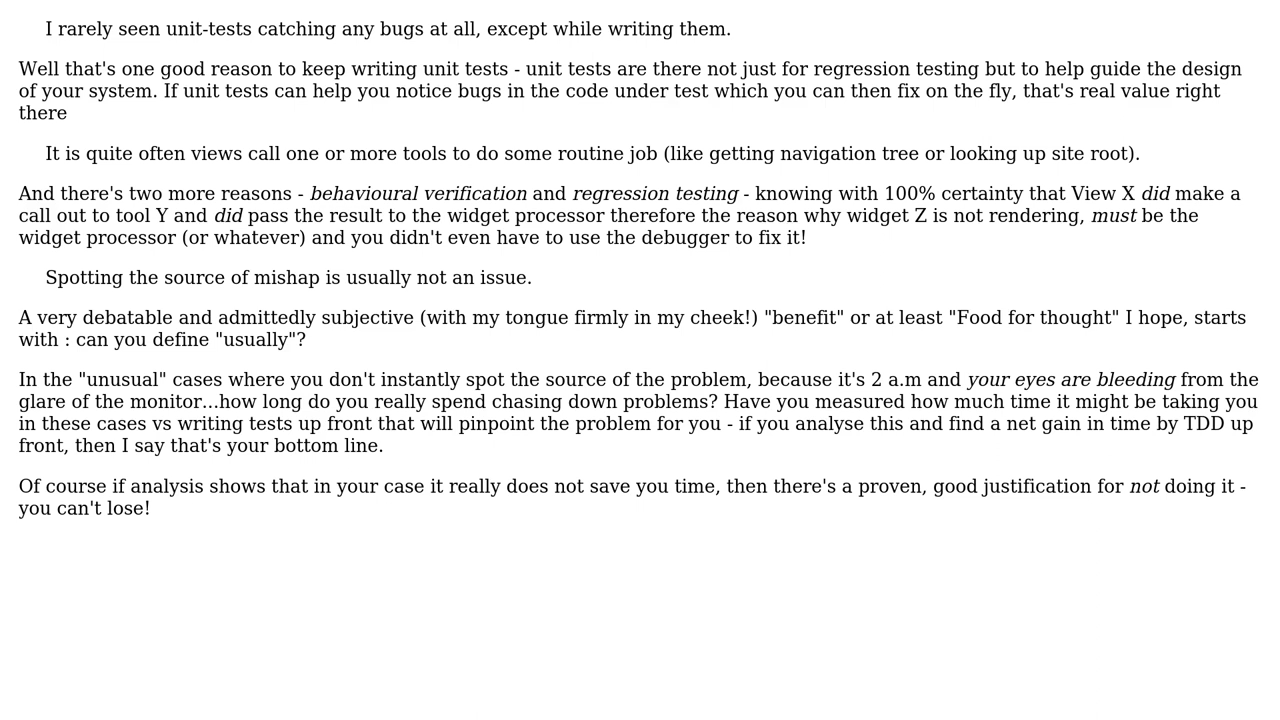 I rarely seen unit-tests catching any bugs at all, except while writing them.
Well that's one good reason to keep writing unit tests - unit tests are there not just for regression testing but to help guide the design
of your system. If unit tests can help you notice bugs in the code under test which you can then fix on the fly, that's real value right
there
It is quite often views call one or more tools to do some routine job (like getting navigation tree or looking up site root).
And there's two more reasons - behavioural verification and regression testing - knowing with 100% certainty that View X did make a
call out to tool Y and did pass the result to the widget processor therefore the reason why widget Z is not rendering, must be the
widget processor (or whatever) and you didn't even have to use the debugger to fix it!
Spotting the source of mishap is usually not an issue.
A very debatable and admittedly subjective (with my tongue firmly in my cheek!) "benefit" or at least "Food for thought" I hope, starts
with : can you define "usually"?
In the "unusual" cases where you don't instantly spot the source of the problem, because it's 2 a.m and your eyes are bleeding from the
glare of the monitor...how long do you really spend chasing down problems? Have you measured how much time it might be taking you
in these cases vs writing tests up front that will pinpoint the problem for you - if you analyse this and find a net gain in time by TDD up
front, then I say that's your bottom line.
Of course if analysis shows that in your case it really does not save you time, then there's a proven, good justification for not doing it -
you can't lose!